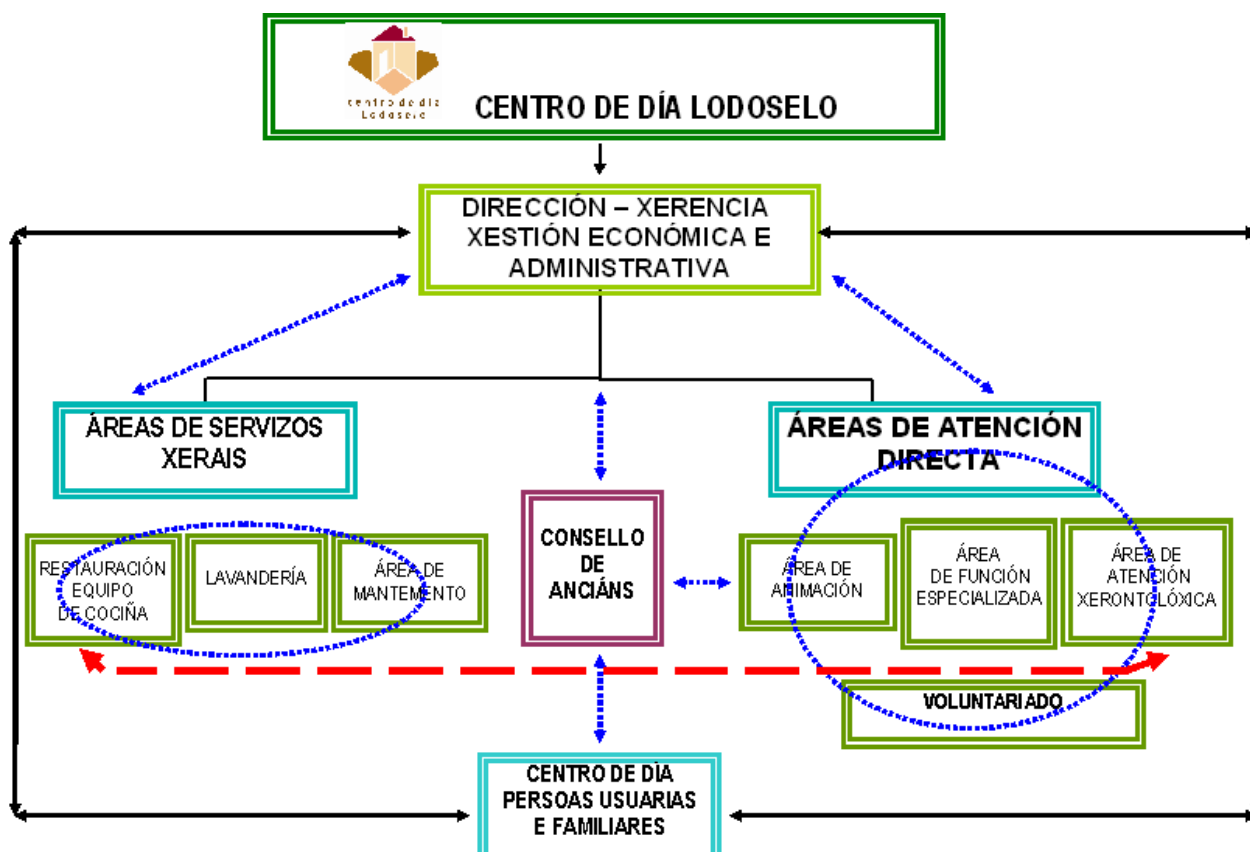 centro de día
Lodoselo
CENTRO DE DÍA LODOSELO
DIRECCIÓN – XERENCIA
XESTIÓN ECONÓMICA E
ADMINISTRATIVA
ÁREAS DE SERVIZOS
XERAIS
ÁREAS DE ATENCIÓN
DIRECTA
RESTAURACIÓN
EQUIPO
DE COCIÑA
LAVANDERÍA
ÁREA DE
MANTEMENTO
CONSELLO
DE
ANCIÁNS
ÁREA DE
ANIMACIÓN
ÁREA
DE FUNCIÓN
ESPECIALIZADA
ÁREA DE
ATENCIÓN
XERONTOLÓXICA
VOLUNTARIADO
CENTRO DE DÍA
PERSOAS USUARIAS
E FAMILIARES